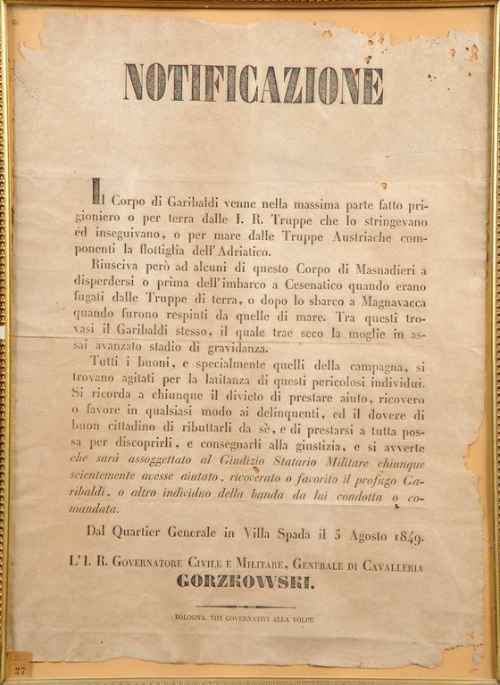 NOTIFICAZIONE
Il Corpo di Garibaldi venne nella massima parte fatto pri-
gioniero o per terra dalle I. R. Truppe che lo stringevano
ed inseguivano, o per mare dalle Truppe Austriache com-
ponenti la flottiglia dell'Adriatico.
Riusciva però ad alcuni di questo Corpo di Masnadieri a
disperdersi o prima dell'imbarco a Cesenatico quando erano
fugati dalle Truppe di terra, o dopo lo sbarco a Magnavacca
quando furono respinti da quelle di mare. Tra questi tro-
vasi il Garibaldi stesso, il quale trae seco la moglie in as-
sai avanzato stadio di gravidanza.
Tutti i buoni, e specialmente quelli della campagna, si
trovano agitati per la latitanza di questi pericolosi individui.
Si ricorda a chiunque il divieto di prestare aiuto, ricovero
o favore in qualsiasi modo ai delinquenti, ed il dovere di
buon cittadino di ributtarli da sè, e di prestarsi a tutta pos-
sa per discoprirli, e consegnarli alla giustizia, e si avverte
che sarà assoggettato al Giudizio Statario Militare chiunque
scientemente avesse aiutato, ricoverato o favorito il profugo Ga-
ribaldi, o altro individuo della banda da lui condotta o co-
mandata.
Dal Quartier Generale in Villa Spada il 5 Agosto 1849.
L'I. R. GOVERNATORE CIVILE E MILITARE, GENERALE DI CAVALLERIA
GORZKOWSKI.
BOLOGNA. TIPI GOVERNATIVI ALLA VOLPE
27